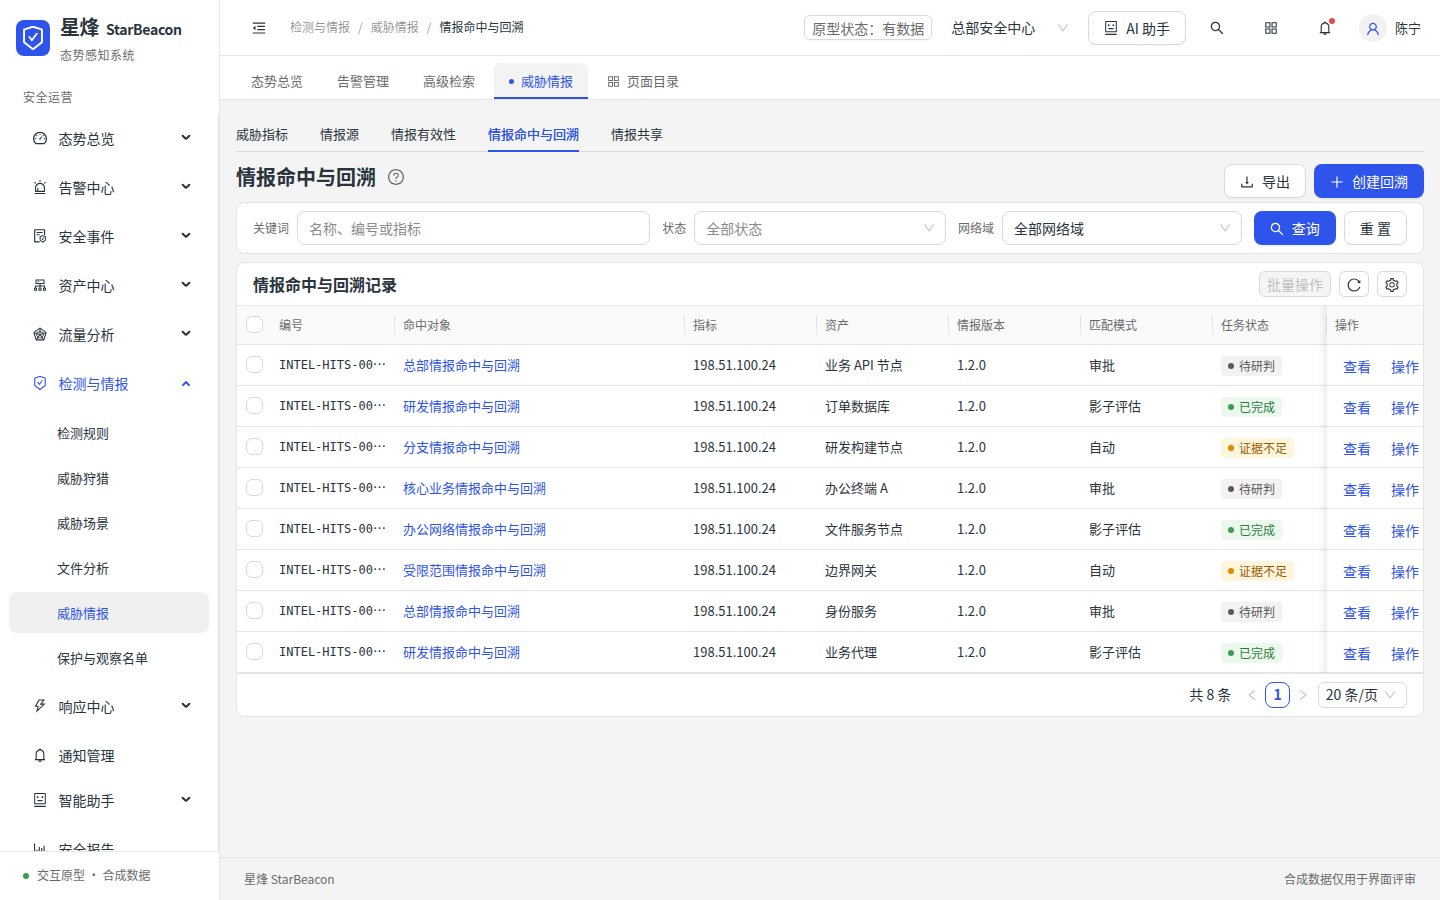 星烽 StarBeacon
态势感知系统
安全运营
态势总览
告警中心
安全事件
资产中心
流量分析
检测与情报
检测规则
威胁狩猎
威胁场景
文件分析
威胁情报
保护与观察名单
响应中心
通知管理
智能助手
安全报告
交互原型 · 合成数据
检测与情报 / 威胁情报 / 情报命中与回溯
原型状态：有数据
总部安全中心
AI 助手
陈宁
态势总览 告警管理 高级检索 威胁情报 页面目录
威胁指标 情报源 情报有效性 情报命中与回溯 情报共享
情报命中与回溯
导出 创建回溯
关键词 名称、编号或指标 状态 全部状态 网络域 全部网络域 查询 重 置
情报命中与回溯记录
批量操作
编号 命中对象 指标 资产 情报版本 匹配模式 任务状态 操作
INTEL-HITS-00··· 总部情报命中与回溯 198.51.100.24 业务 API 节点 1.2.0 审批 待研判 查看 操作
INTEL-HITS-00··· 研发情报命中与回溯 198.51.100.24 订单数据库 1.2.0 影子评估 已完成 查看 操作
INTEL-HITS-00··· 分支情报命中与回溯 198.51.100.24 研发构建节点 1.2.0 自动 证据不足 查看 操作
INTEL-HITS-00··· 核心业务情报命中与回溯 198.51.100.24 办公终端 A 1.2.0 审批 待研判 查看 操作
INTEL-HITS-00··· 办公网络情报命中与回溯 198.51.100.24 文件服务节点 1.2.0 影子评估 已完成 查看 操作
INTEL-HITS-00··· 受限范围情报命中与回溯 198.51.100.24 边界网关 1.2.0 自动 证据不足 查看 操作
INTEL-HITS-00··· 总部情报命中与回溯 198.51.100.24 身份服务 1.2.0 审批 待研判 查看 操作
INTEL-HITS-00··· 研发情报命中与回溯 198.51.100.24 业务代理 1.2.0 影子评估 已完成 查看 操作
共 8 条 1 20 条/页
星烽 StarBeacon
合成数据仅用于界面评审